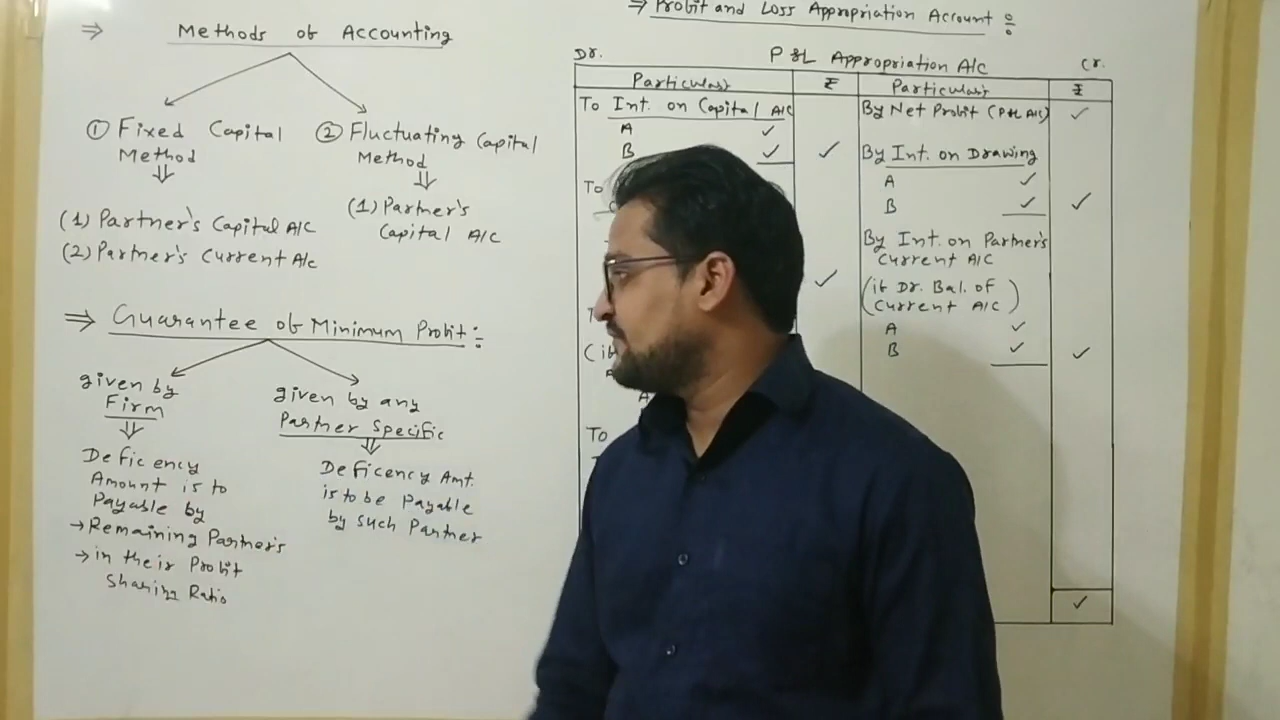 ⇒ Methods of Accounting
① Fixed Capital Method
② Fluctuating Capital Method
(1) Partner's Capital A/C
(2) Partner's Current A/c
(1) Partner's
Capital A/C
⇒ Guarantee of Minimum Profit :-
given by
Firm
Deficency
Amount is to
Payable by
→ Remaining Partner's
→ in their Profit
Sharing Ratio
given by any
Partner Specific
Deficency Amt.
is to be Payable
by such Partner
⇒ Profit and Loss Appropriation Account :-
Dr. P & L Appropriation A/C Cr.
Particulars ₹ Particulars ₹
To Int. on Capital A/C
A ✓
B ✓ ✓
To
✓
To
By Net Profit (P&L A/C) ✓
By Int. on Drawing
A ✓
B ✓ ✓
By Int. on Partner's
Current A/C
(if Dr. Bal. of
Current A/C)
A ✓
B ✓ ✓
✓